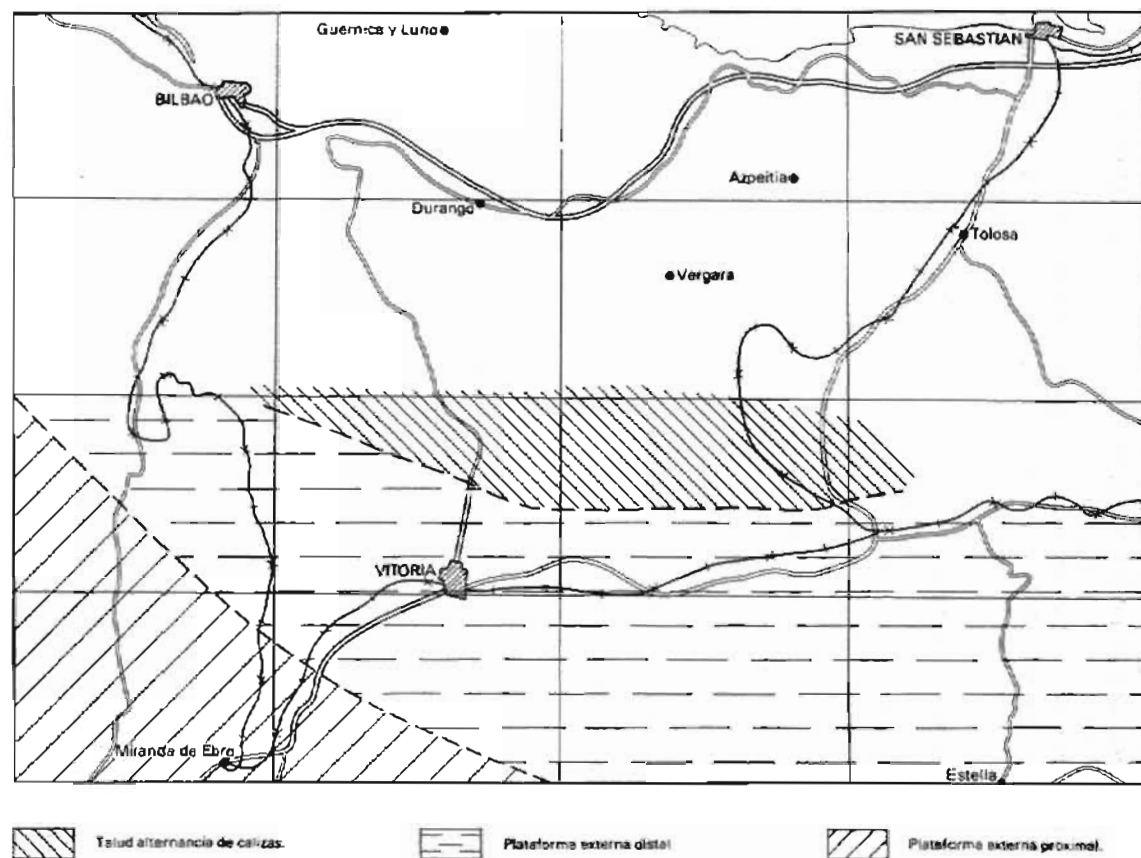 Guernica y Luno
SAN SEBASTIAN
BILBAO
Azpeitia
Durango
Tolosa
Vergara
VITORIA
Miranda de Ebro
Estella
Talud alternancia de calizas.
Plataforma externa distal
Plataforma externa proximal.